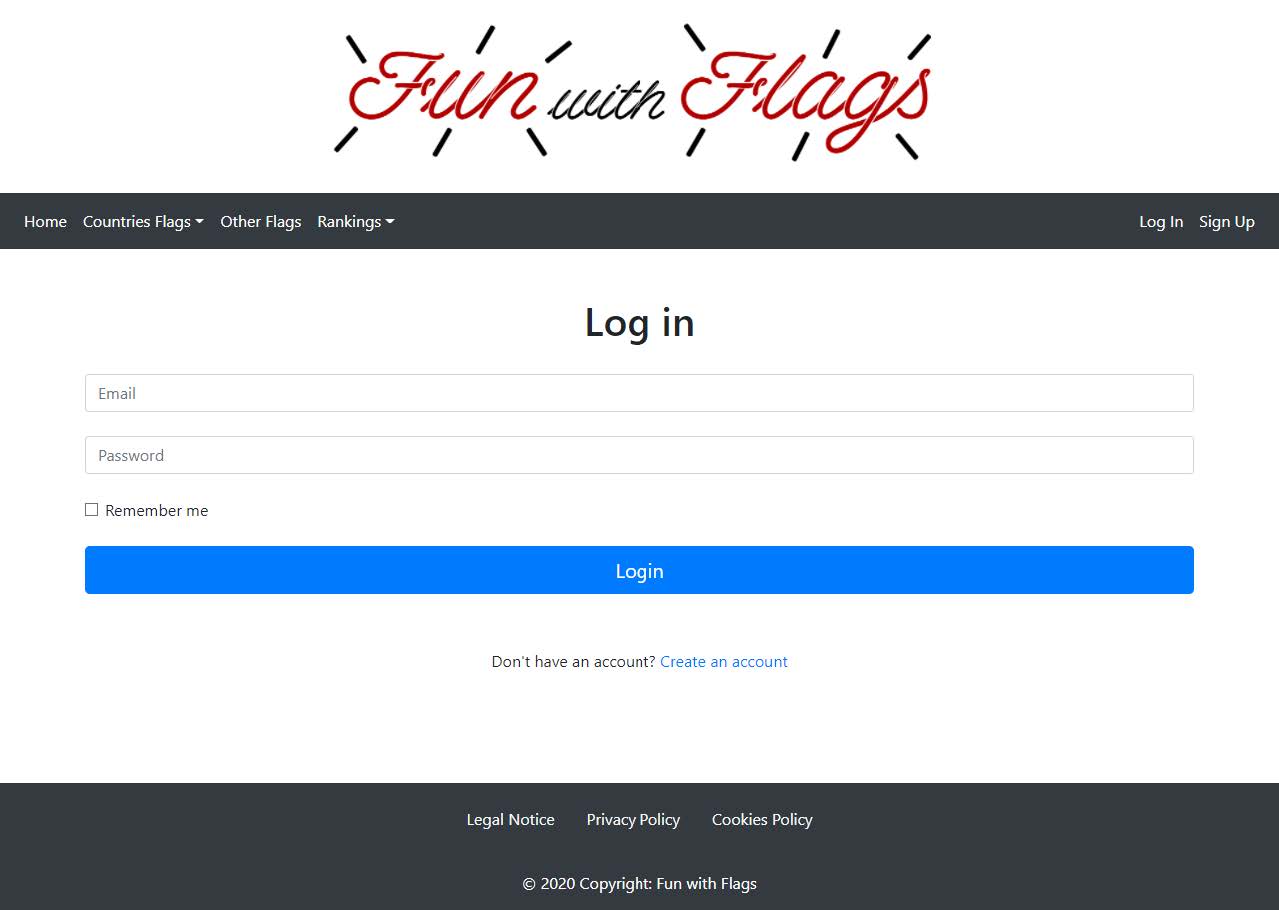 Fun with Flags
Home Countries Flags Other Flags Rankings Log In Sign Up
Log in
Email
Password
Remember me
Login
Don't have an account? Create an account
Legal Notice Privacy Policy Cookies Policy
© 2020 Copyright: Fun with Flags